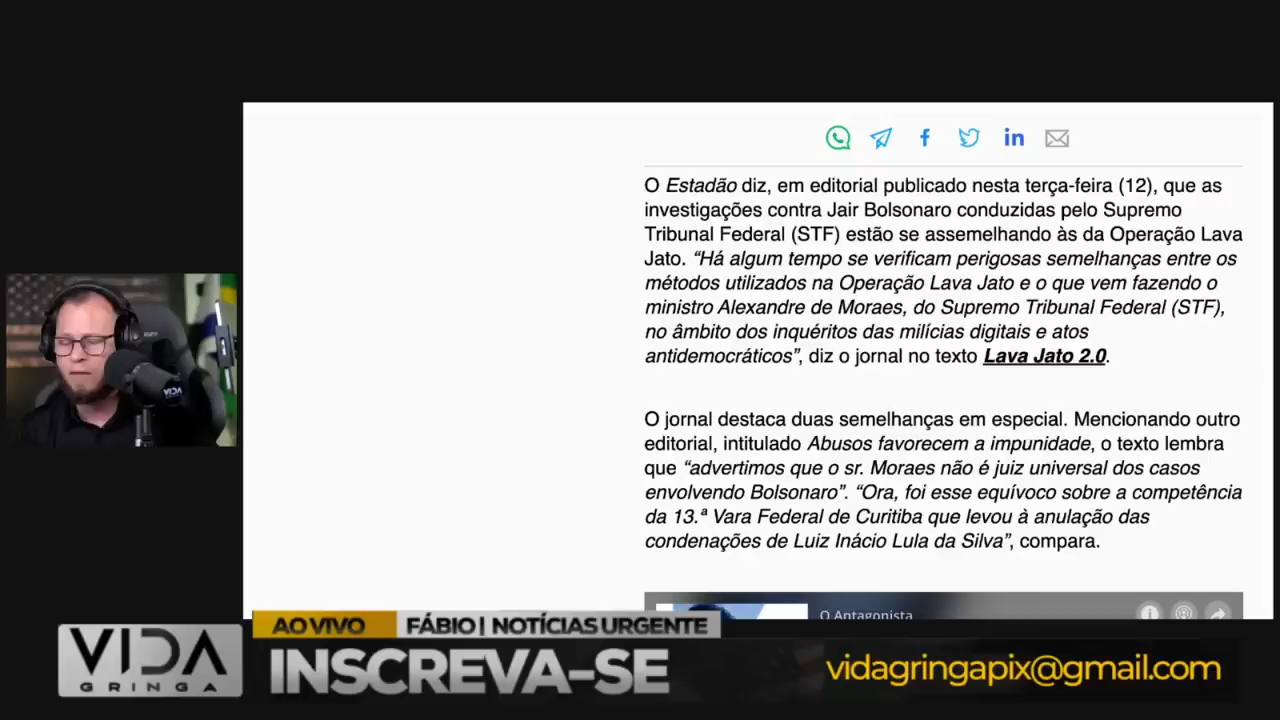 in
O Estadão diz, em editorial publicado nesta terça-feira (12), que as
investigações contra Jair Bolsonaro conduzidas pelo Supremo
Tribunal Federal (STF) estão se assemelhando às da Operação Lava
Jato. “Há algum tempo se verificam perigosas semelhanças entre os
métodos utilizados na Operação Lava Jato e o que vem fazendo o
ministro Alexandre de Moraes, do Supremo Tribunal Federal (STF),
no âmbito dos inquéritos das milícias digitais e atos
antidemocráticos”, diz o jornal no texto Lava Jato 2.0.
O jornal destaca duas semelhanças em especial. Mencionando outro
editorial, intitulado Abusos favorecem a impunidade, o texto lembra
que “advertimos que o sr. Moraes não é juiz universal dos casos
envolvendo Bolsonaro”. “Ora, foi esse equívoco sobre a competência
da 13.ª Vara Federal de Curitiba que levou à anulação das
condenações de Luiz Inácio Lula da Silva”, compara.
O Antagonista
VIDA
AO VIVO FÁBIO | NOTÍCIAS URGENTE
VIDA
GRINGA
INSCREVA-SE
vidagringapix@gmail.com